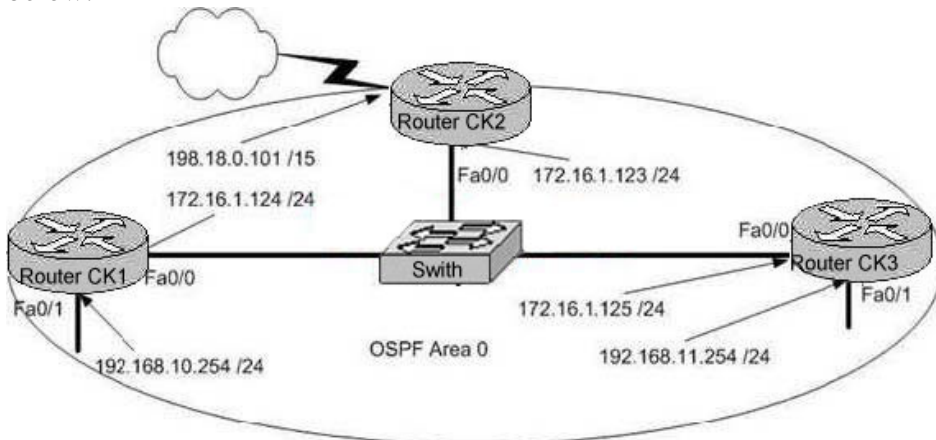 Router CK2
198.18.0.101 /15
Fa0/0
172.16.1.123 /24
172.16.1.124 /24
Fa0/0
Router CK1
Fa0/0
Swith
Router CK3
Fa0/1
Fa0/1
172.16.1.125 /24
OSPF Area 0
192.168.10.254 /24
192.168.11.254 /24